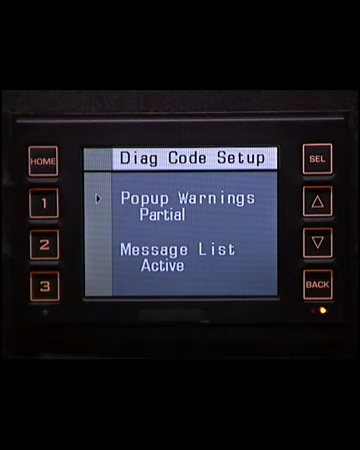 Diag Code Setup
HOME
SEL
1
Popup Warnings
Partial
2
Message List
Active
3
BACK